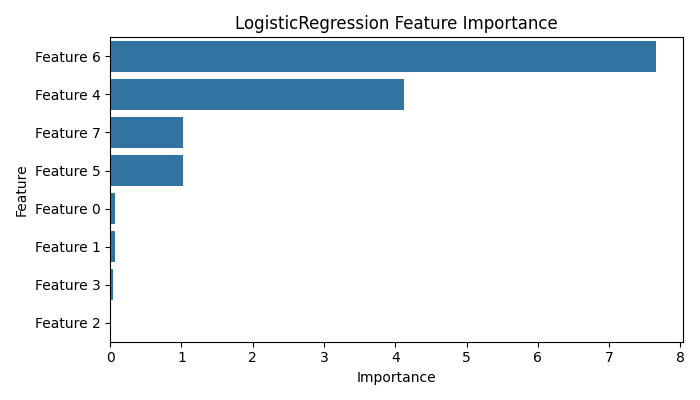 LogisticRegression Feature Importance
Feature
Feature 6
Feature 4
Feature 7
Feature 5
Feature 0
Feature 1
Feature 3
Feature 2
0 1 2 3 4 5 6 7 8
Importance